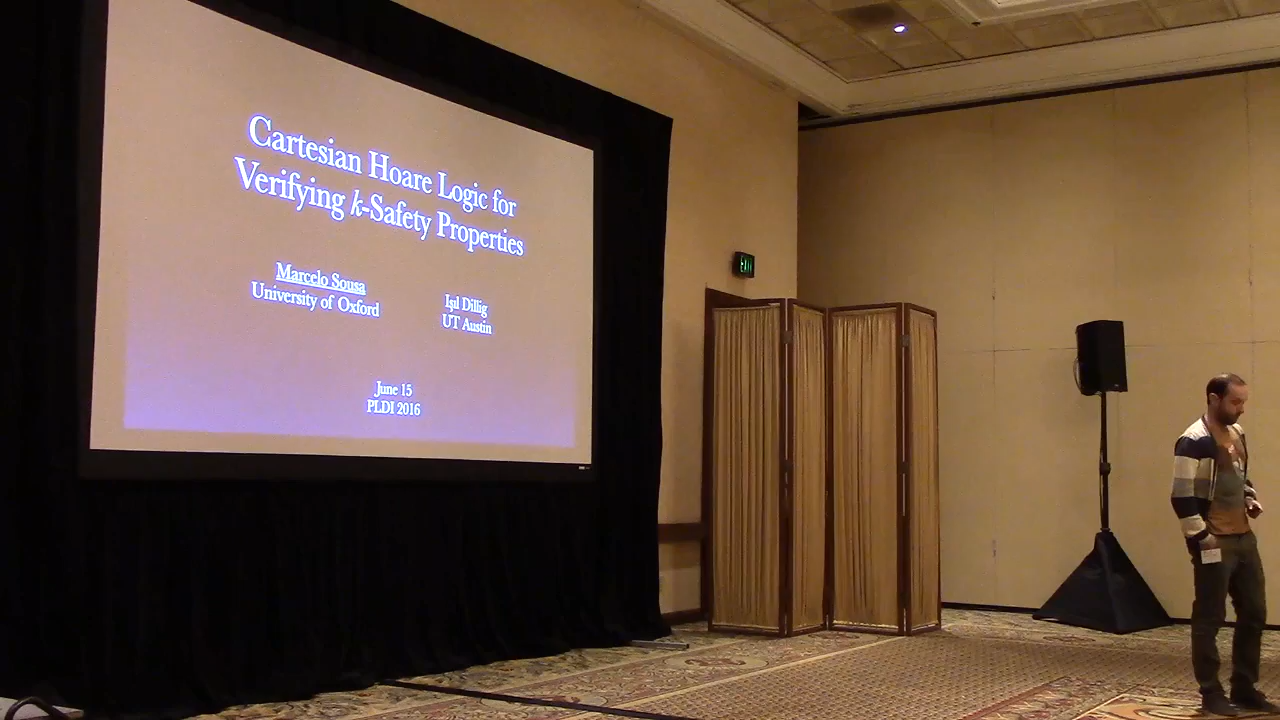 Cartesian Hoare Logic for
Verifying k-Safety Properties
Marcelo Sousa
University of Oxford
Işıl Dillig
UT Austin
June 15
PLDI 2016
EXIT